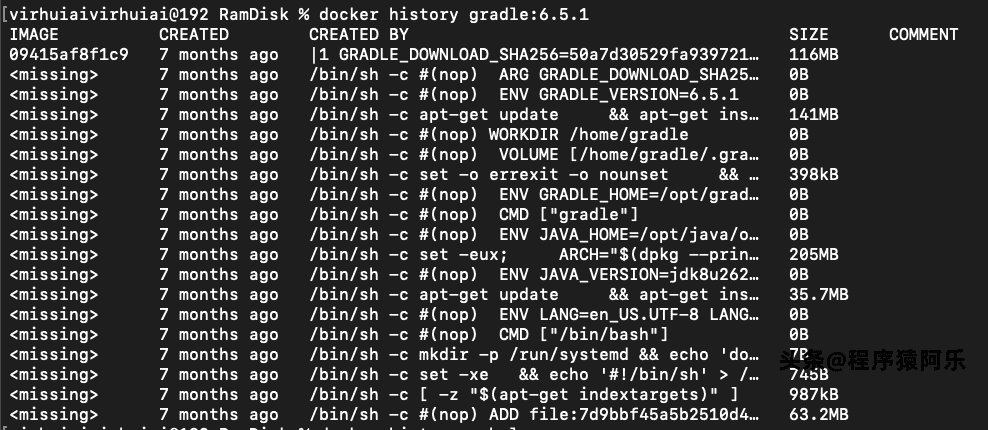 [virhuiaivirhuiai@192 RamDisk % docker history gradle:6.5.1
IMAGE CREATED CREATED BY SIZE COMMENT
09415af8f1c9 7 months ago |1 GRADLE_DOWNLOAD_SHA256=50a7d30529fa939721… 116MB
<missing> 7 months ago /bin/sh -c #(nop) ARG GRADLE_DOWNLOAD_SHA25… 0B
<missing> 7 months ago /bin/sh -c #(nop) ENV GRADLE_VERSION=6.5.1 0B
<missing> 7 months ago /bin/sh -c apt-get update && apt-get ins… 141MB
<missing> 7 months ago /bin/sh -c #(nop) WORKDIR /home/gradle 0B
<missing> 7 months ago /bin/sh -c #(nop) VOLUME [/home/gradle/.gra… 0B
<missing> 7 months ago /bin/sh -c set -o errexit -o nounset && … 398kB
<missing> 7 months ago /bin/sh -c #(nop) ENV GRADLE_HOME=/opt/grad… 0B
<missing> 7 months ago /bin/sh -c #(nop) CMD ["gradle"] 0B
<missing> 7 months ago /bin/sh -c #(nop) ENV JAVA_HOME=/opt/java/o… 0B
<missing> 7 months ago /bin/sh -c set -eux; ARCH="$(dpkg --prin… 205MB
<missing> 7 months ago /bin/sh -c #(nop) ENV JAVA_VERSION=jdk8u262… 0B
<missing> 7 months ago /bin/sh -c apt-get update && apt-get ins… 35.7MB
<missing> 7 months ago /bin/sh -c #(nop) ENV LANG=en_US.UTF-8 LANG… 0B
<missing> 7 months ago /bin/sh -c #(nop) CMD ["/bin/bash"] 0B
<missing> 7 months ago /bin/sh -c mkdir -p /run/systemd && echo 'do… 7B
头条@程序猿阿乐
<missing> 7 months ago /bin/sh -c set -xe && echo '#!/bin/sh' > /… 745B
<missing> 7 months ago /bin/sh -c [ -z "$(apt-get indextargets)" ] 987kB
<missing> 7 months ago /bin/sh -c #(nop) ADD file:7d9bbf45a5b2510d4… 63.2MB